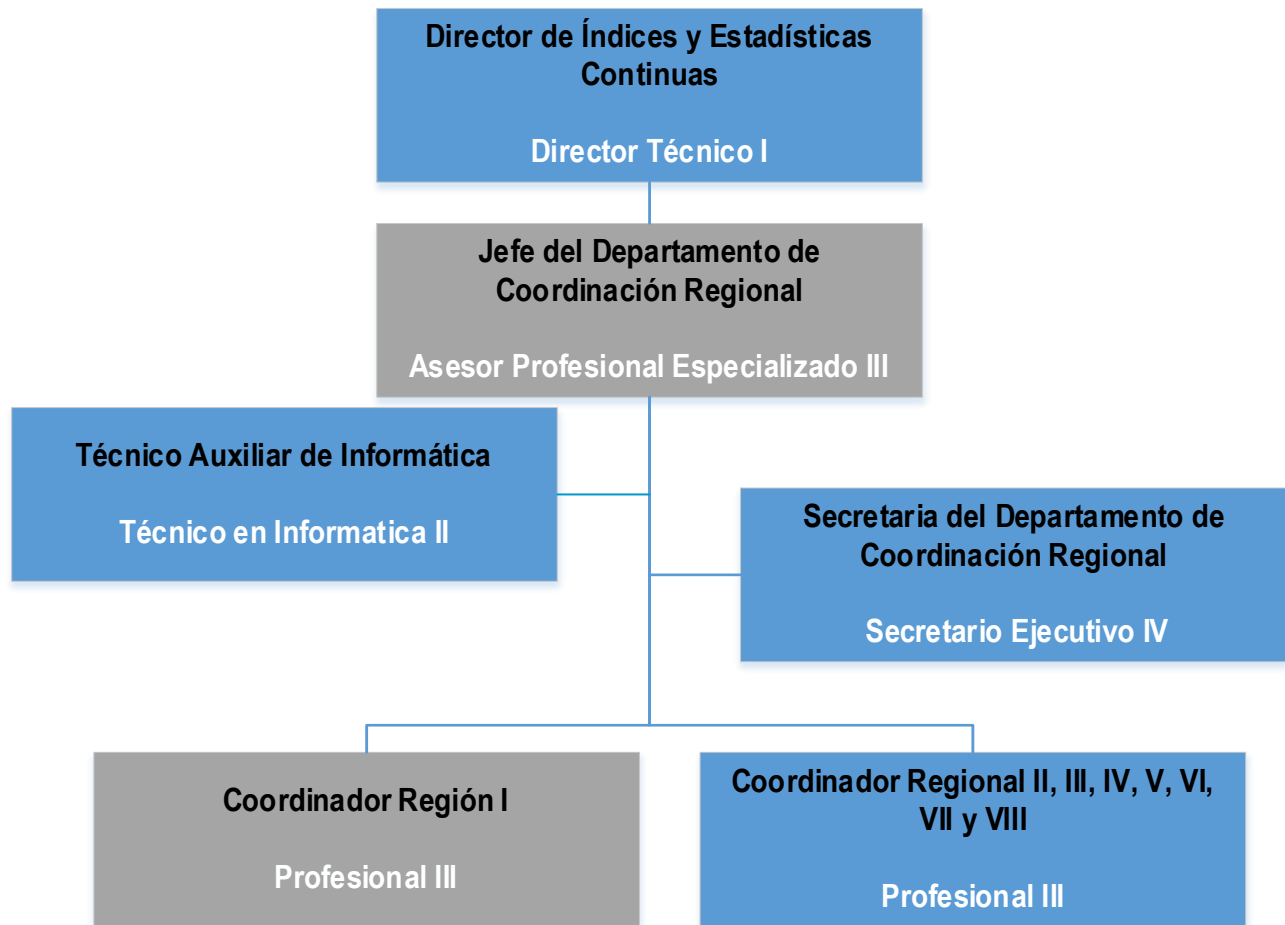 Director de Índices y Estadísticas
Continuas
Director Técnico I
Jefe del Departamento de
Coordinación Regional
Asesor Profesional Especializado III
Técnico Auxiliar de Informática
Técnico en Informatica II
Secretaria del Departamento de
Coordinación Regional
Secretario Ejecutivo IV
Coordinador Región I
Profesional III
Coordinador Regional II, III, IV, V, VI,
VII y VIII
Profesional III